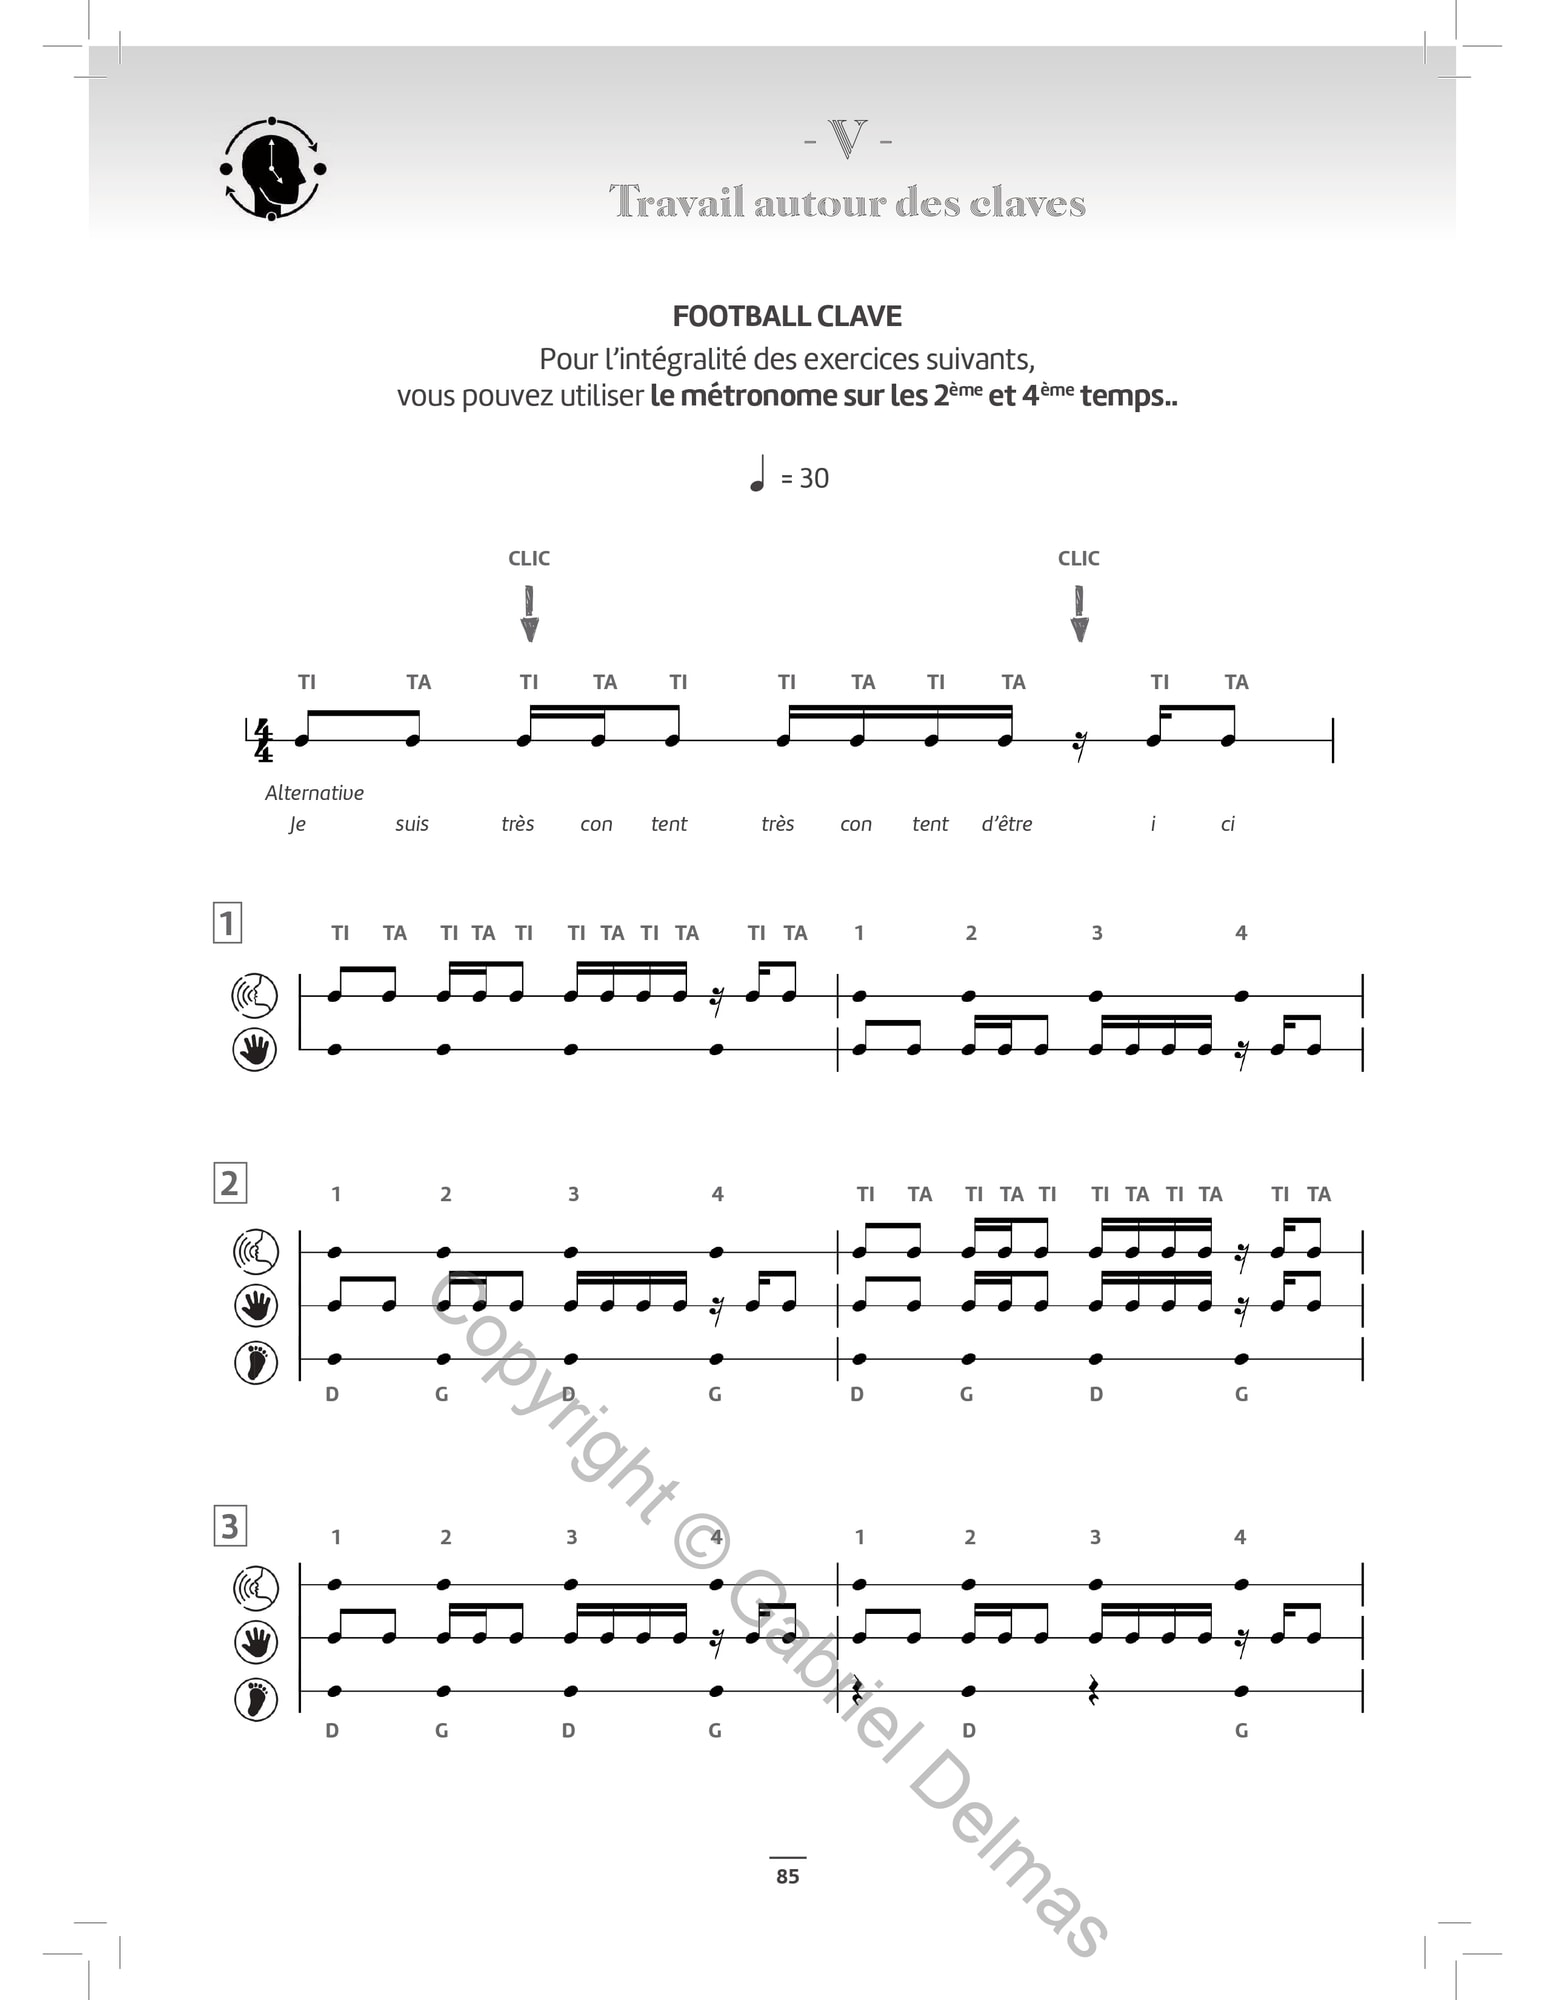 - V -
Travail autour des claves
FOOTBALL CLAVE
Pour l’intégralité des exercices suivants,
vous pouvez utiliser le métronome sur les 2ème et 4ème temps..
= 30
CLIC CLIC
TI TA TI TA TI TI TA TI TA TI TA
4
4
Alternative
Je suis très con tent très con tent d’être i ci
1
TI TA TI TA TI TI TA TI TA TI TA 1 2 3 4
2
1 2 3 4 TI TA TI TA TI TI TA TI TA TI TA
D G D G D G D G
3
1 2 3 4 1 2 3 4
D G D G D G
85
Copyright © Gabriel Delmas